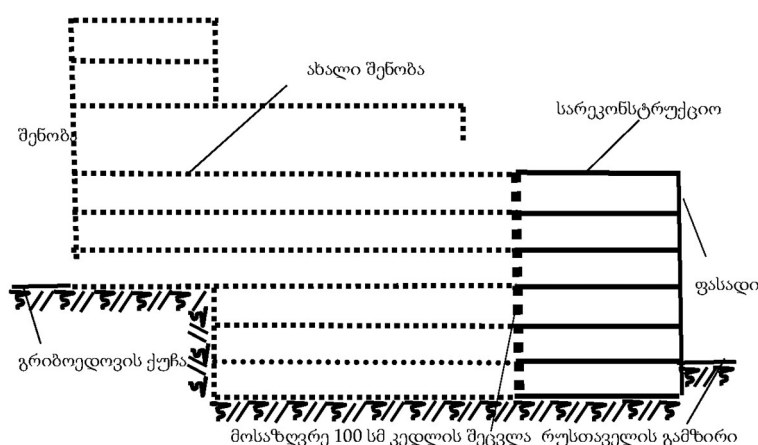 ახალი შენობა
სარეკონსტრუქციო
შენობა
ფასადი
გრიბოედოვის ქუჩა
მოსაზღვრე 100 სმ კედლის შეცვლა
რუსთაველის გამზირი